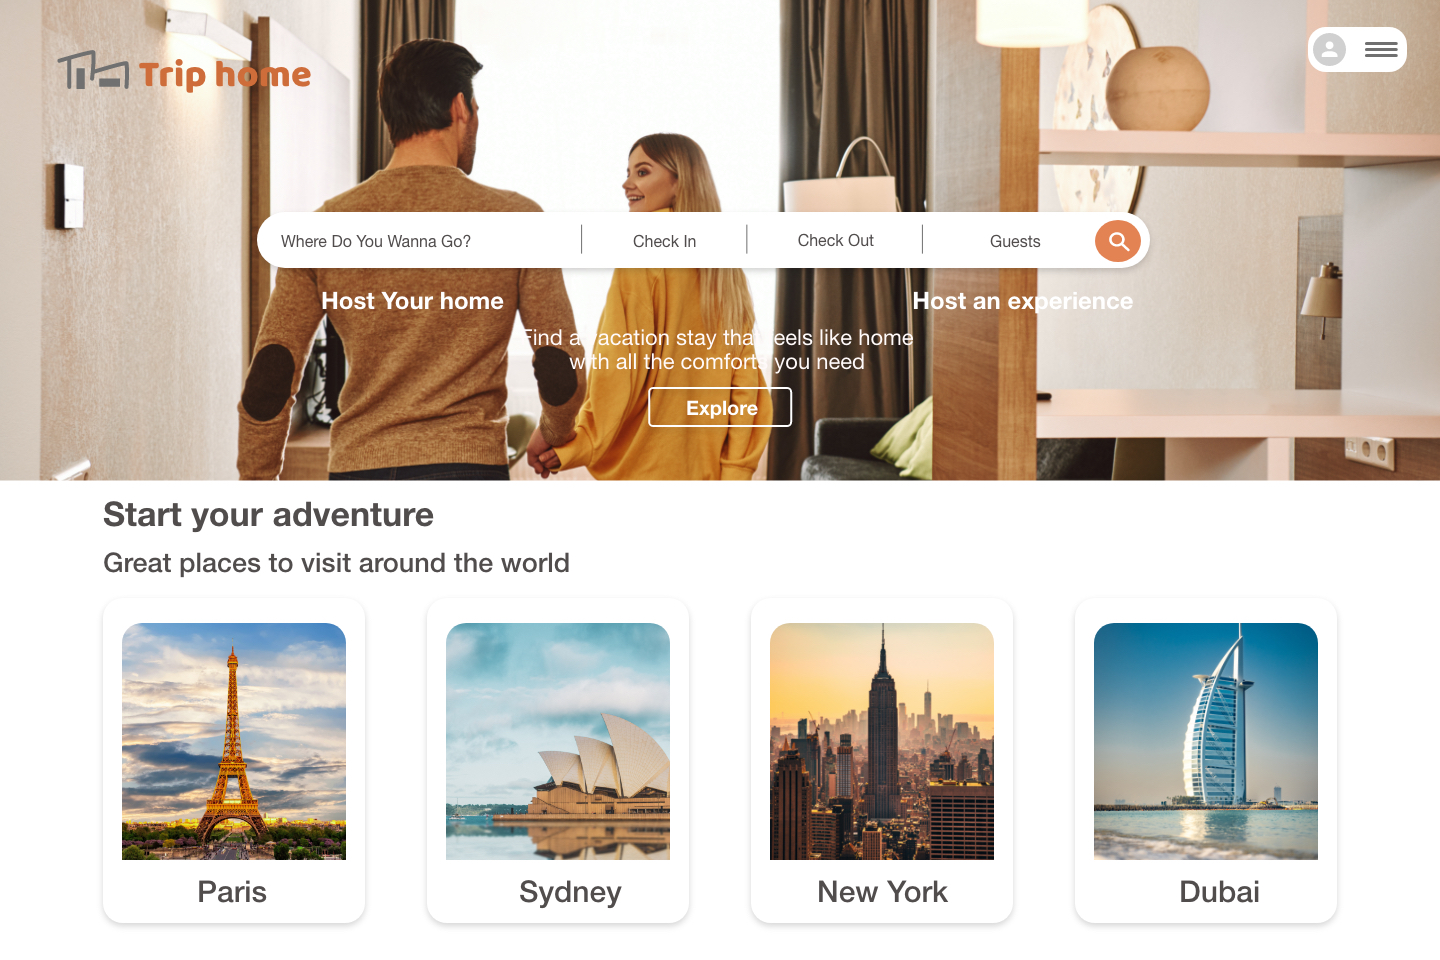 Trip home
Where Do You Wanna Go?
Check In
Check Out
Guests
Host Your home
Host an experience
Find a vacation stay that feels like home
with all the comforts you need
Explore
Start your adventure
Great places to visit around the world
Paris
Sydney
New York
Dubai